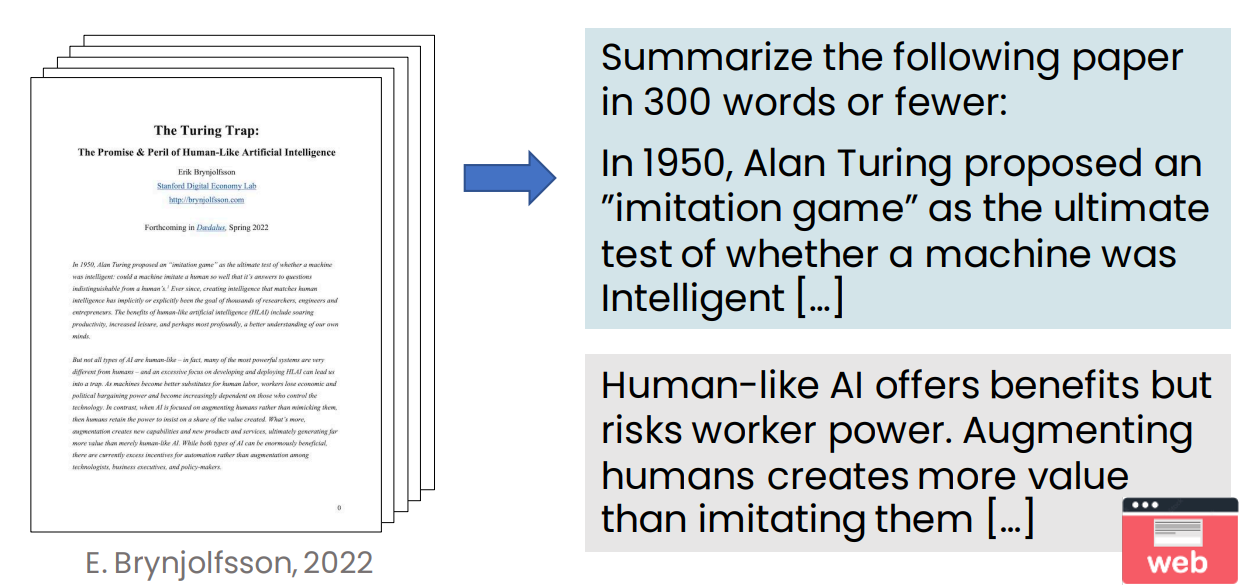 The Turing Trap:
The Promise & Peril of Human-Like Artificial Intelligence
Erik Brynjolfsson
Stanford Digital Economy Lab
http://brynjolfsson.com
Forthcoming in Dædalus, Spring 2022
In 1950, Alan Turing proposed an "imitation game" as the ultimate test of whether a machine
was intelligent: could a machine imitate a human so well that it's answers to questions
indistinguishable from a human's.¹ Ever since, creating intelligence that matches human
intelligence has implicitly or explicitly been the goal of thousands of researchers, engineers and
entrepreneurs. The benefits of human-like artificial intelligence (HLAI) include soaring
productivity, increased leisure, and perhaps most profoundly, a better understanding of our own
minds.
But not all types of AI are human-like – in fact, many of the most powerful systems are very
different from humans – and an excessive focus on developing and deploying HLAI can lead us
into a trap. As machines become better substitutes for human labor, workers lose economic and
political bargaining power and become increasingly dependent on those who control the
technology. In contrast, when AI is focused on augmenting humans rather than mimicking them,
then humans retain the power to insist on a share of the value created. What's more,
augmentation creates new capabilities and new products and services, ultimately generating far
more value than merely human-like AI. While both types of AI can be enormously beneficial,
there are currently excess incentives for automation rather than augmentation among
technologists, business executives, and policy-makers.
0
E. Brynjolfsson, 2022
Summarize the following paper
in 300 words or fewer:
In 1950, Alan Turing proposed an
”imitation game” as the ultimate
test of whether a machine was
Intelligent [...]
Human-like AI offers benefits but
risks worker power. Augmenting
humans creates more value
than imitating them [...]
web